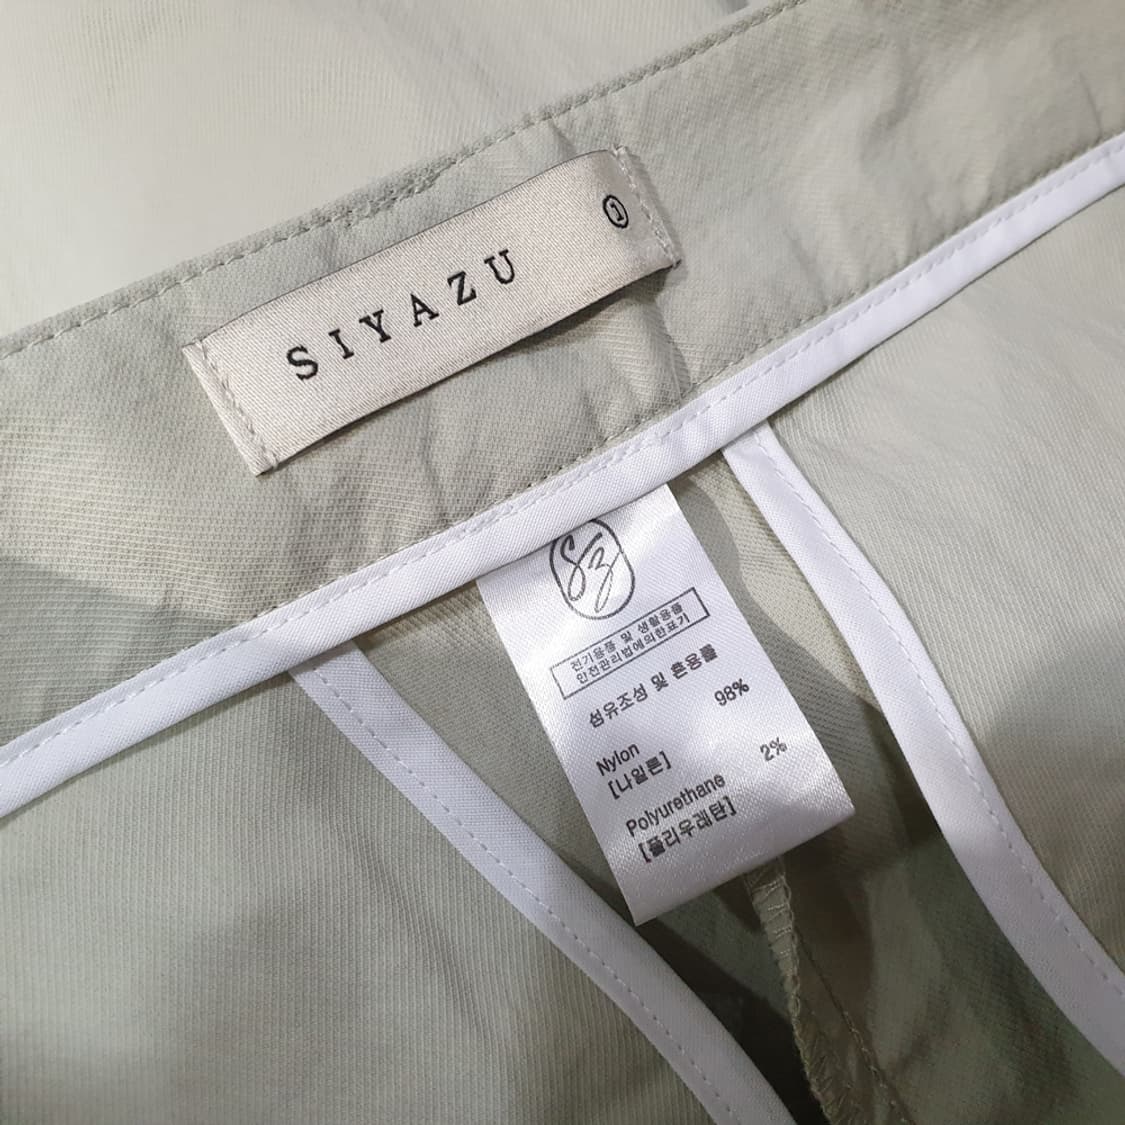 SIYAZU ①
Sz
전기용품 및 생활용품
안전관리법에의한표기
섬유조성 및 혼용률
98%
Nylon
[나일론]
2%
Polyurethane
[폴리우레탄]